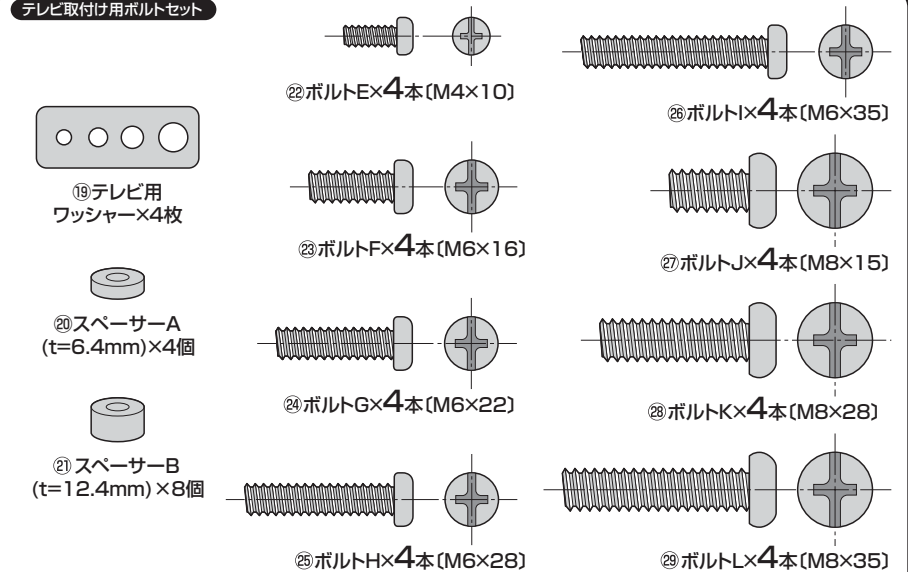 テレビ取付け用ボルトセット
⑲テレビ用
ワッシャー×4枚
⑳スペーサーA
(t=6.4mm)×4個
㉑スペーサーB
(t=12.4mm)×8個
㉒ボルトE×4本〔M4×10〕
㉓ボルトF×4本〔M6×16〕
㉔ボルトG×4本〔M6×22〕
㉕ボルトH×4本〔M6×28〕
㉖ボルトI×4本〔M6×35〕
㉗ボルトJ×4本〔M8×15〕
㉘ボルトK×4本〔M8×28〕
㉙ボルトL×4本〔M8×35〕